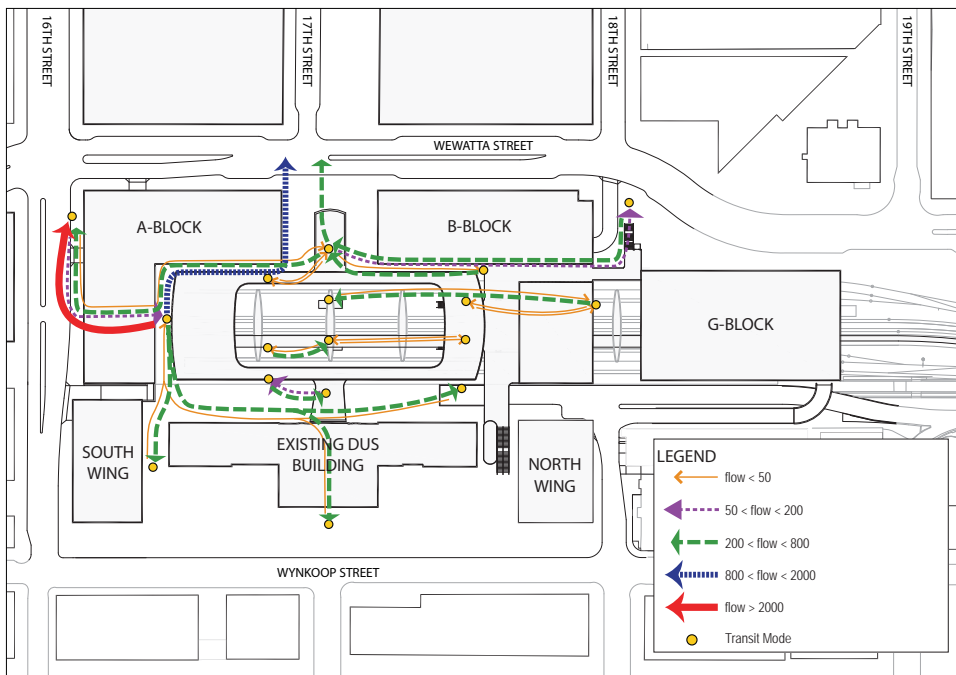 16TH STREET
17TH STREET
18TH STREET
19TH STREET
WEWATTA STREET
A-BLOCK
B-BLOCK
G-BLOCK
SOUTH
WING
EXISTING DUS
BUILDING
NORTH
WING
WYNKOOP STREET
LEGEND
flow < 50
50 < flow < 200
200 < flow < 800
800 < flow < 2000
flow > 2000
Transit Mode